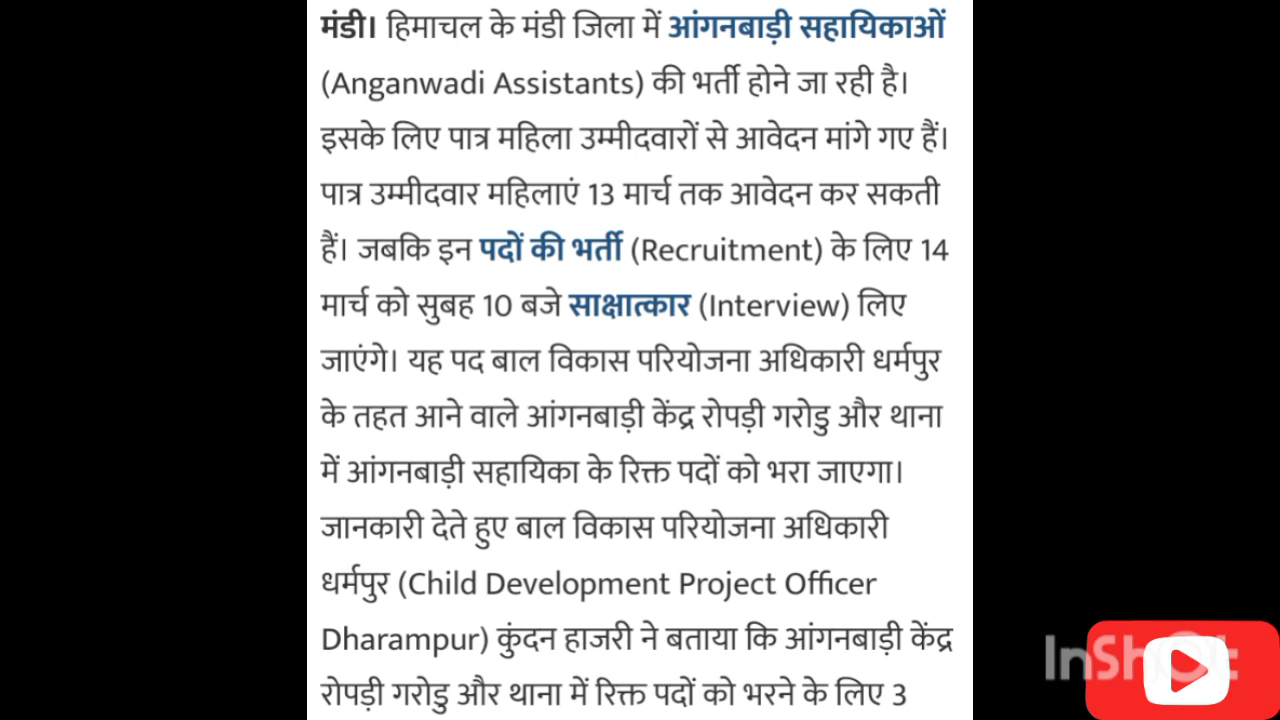 मंडी। हिमाचल के मंडी जिला में आंगनबाड़ी सहायिकाओं
(Anganwadi Assistants) की भर्ती होने जा रही है।
इसके लिए पात्र महिला उम्मीदवारों से आवेदन मांगे गए हैं।
पात्र उम्मीदवार महिलाएं 13 मार्च तक आवेदन कर सकती
हैं। जबकि इन पदों की भर्ती (Recruitment) के लिए 14
मार्च को सुबह 10 बजे साक्षात्कार (Interview) लिए
जाएंगे। यह पद बाल विकास परियोजना अधिकारी धर्मपुर
के तहत आने वाले आंगनबाड़ी केंद्र रोपड़ी गरोडु और थाना
में आंगनबाड़ी सहायिका के रिक्त पदों को भरा जाएगा।
जानकारी देते हुए बाल विकास परियोजना अधिकारी
धर्मपुर (Child Development Project Officer
Dharampur) कुंदन हाजरी ने बताया कि आंगनबाड़ी केंद्र
रोपड़ी गरोडु और थाना में रिक्त पदों को भरने के लिए 3